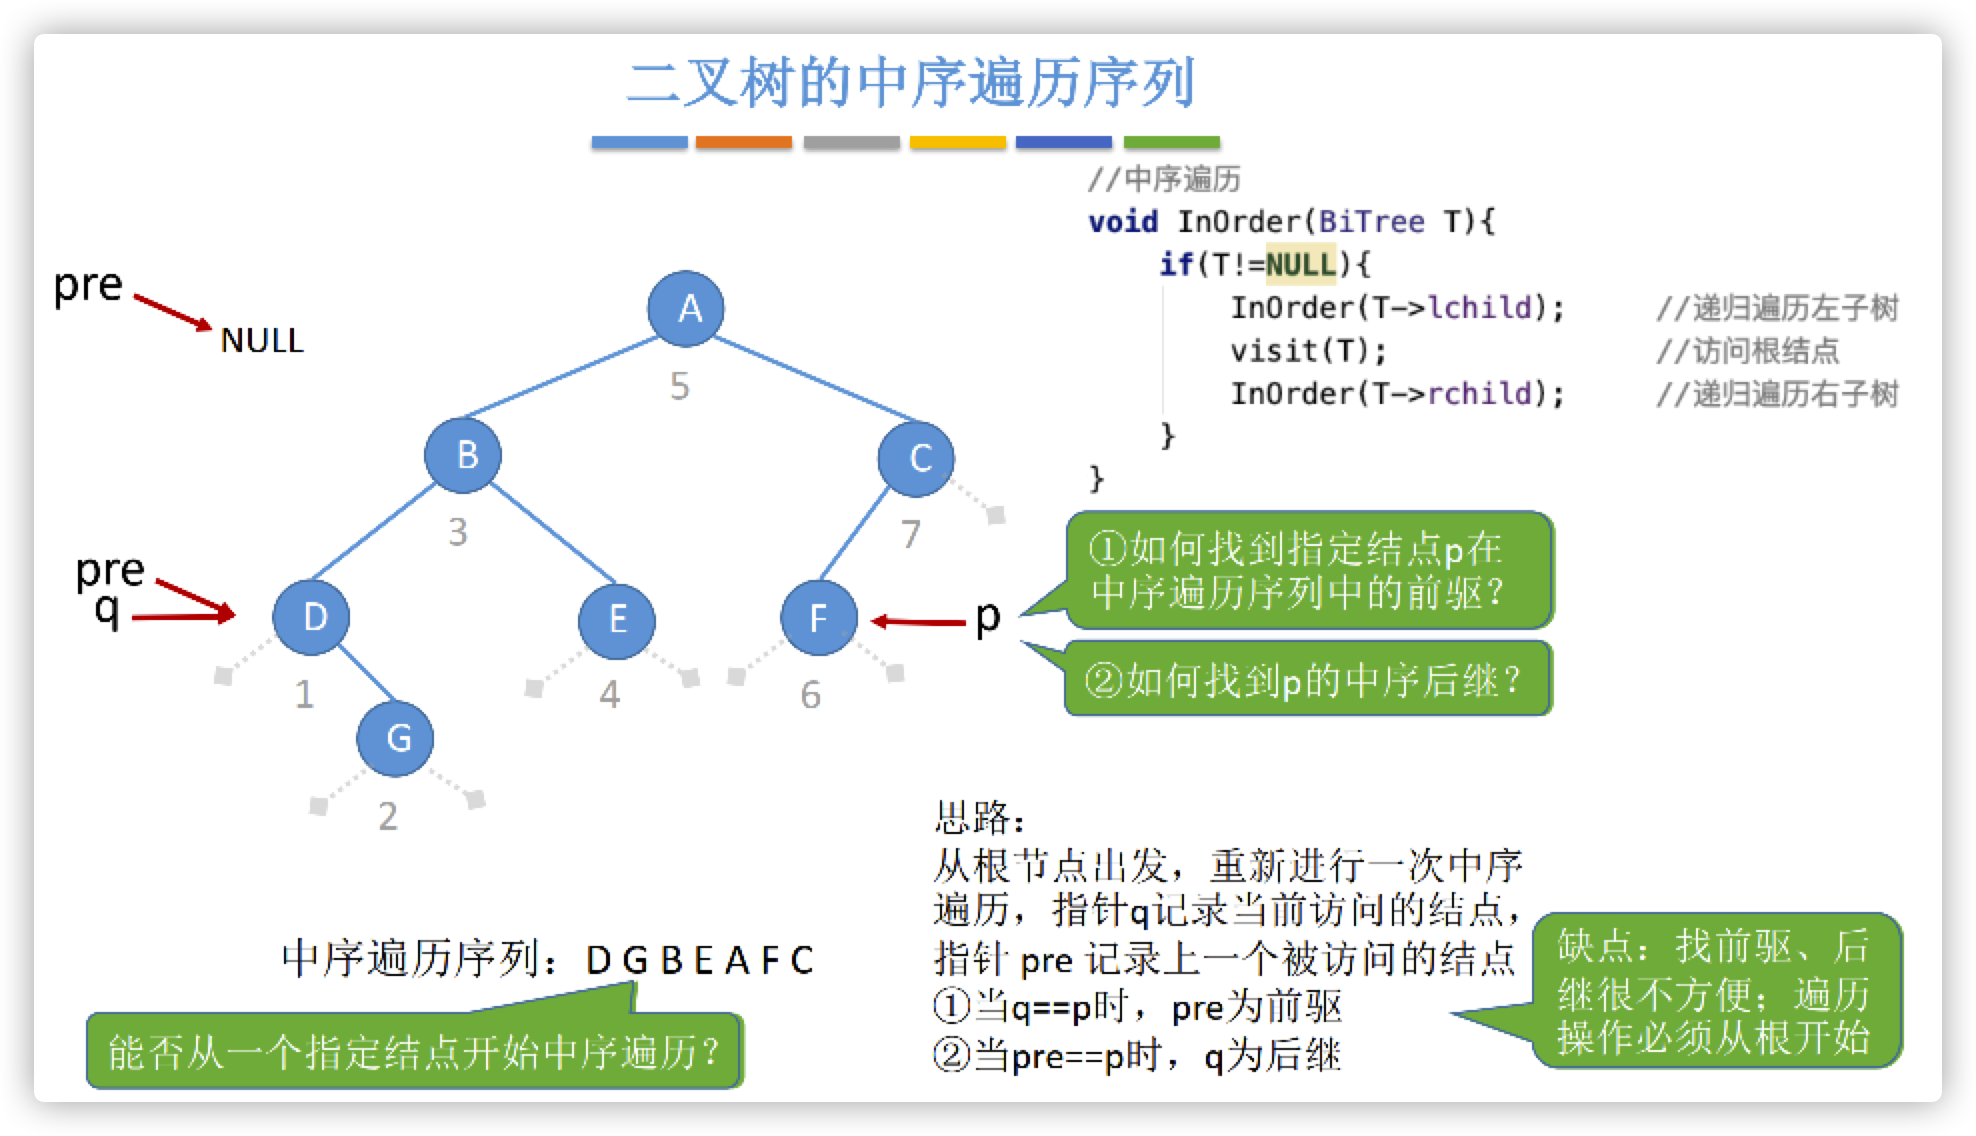 二叉树的中序遍历序列
//中序遍历
void InOrder(BiTree T){
if(T!=NULL){
InOrder(T->lchild); //递归遍历左子树
visit(T); //访问根结点
InOrder(T->rchild); //递归遍历右子树
}
}
pre
NULL
A
5
B
3
C
7
pre
q
D
1
E
4
F
6
p
G
2
①如何找到指定结点p在
中序遍历序列中的前驱？
②如何找到p的中序后继？
思路：
从根节点出发，重新进行一次中序
遍历，指针q记录当前访问的结点，
指针 pre 记录上一个被访问的结点
①当q==p时，pre为前驱
②当pre==p时，q为后继
缺点：找前驱、后
继很不方便；遍历
操作必须从根开始
中序遍历序列：D G B E A F C
能否从一个指定结点开始中序遍历？